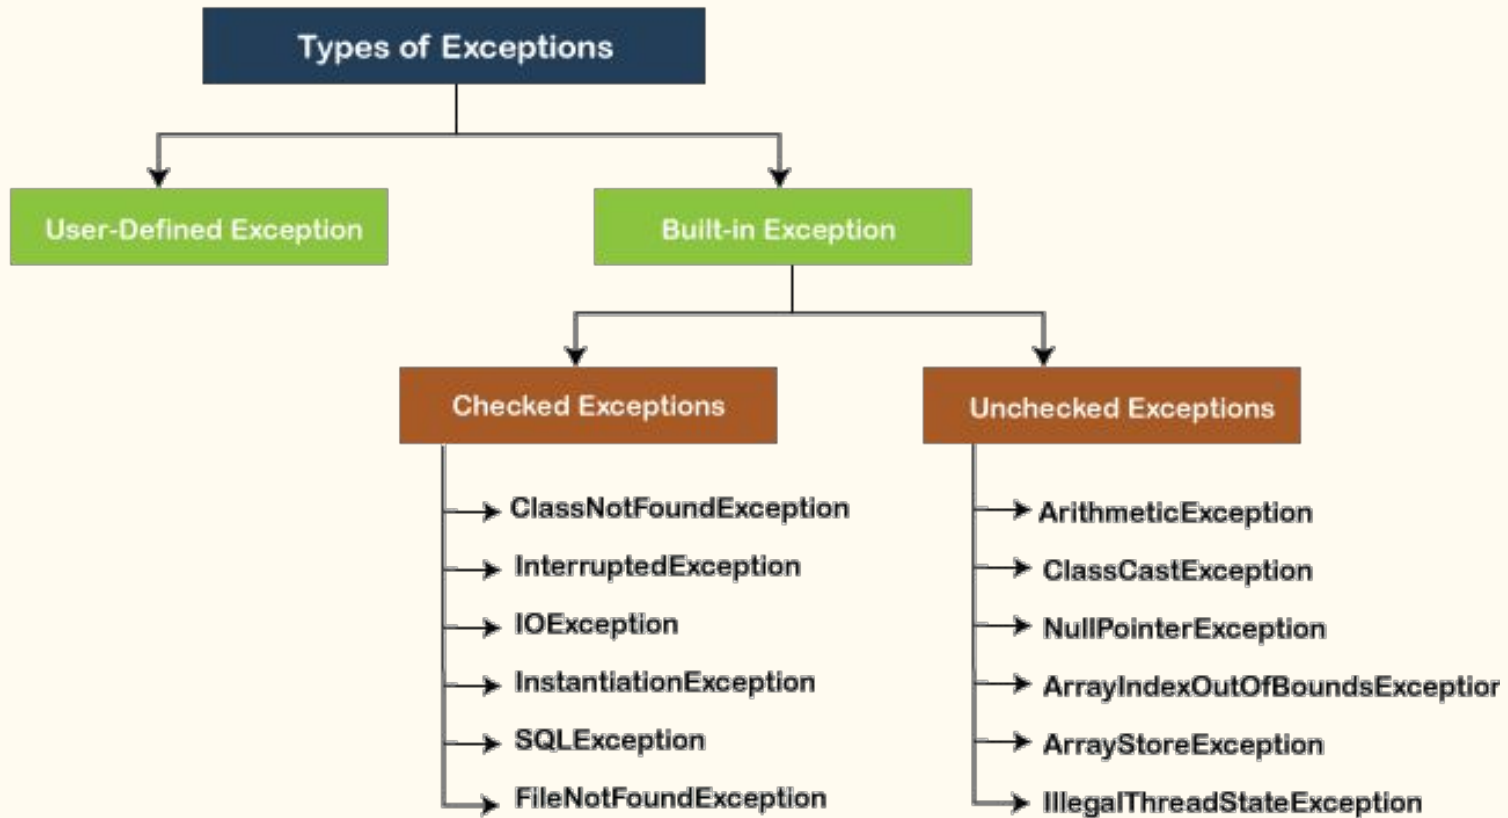 Types of Exceptions
User-Defined Exception
Built-in Exception
Checked Exceptions
Unchecked Exceptions
ClassNotFoundException
InterruptedException
IOException
InstantiationException
SQLException
FileNotFoundException
ArithmeticException
ClassCastException
NullPointerException
ArrayIndexOutOfBoundsException
ArrayStoreException
IllegalThreadStateException